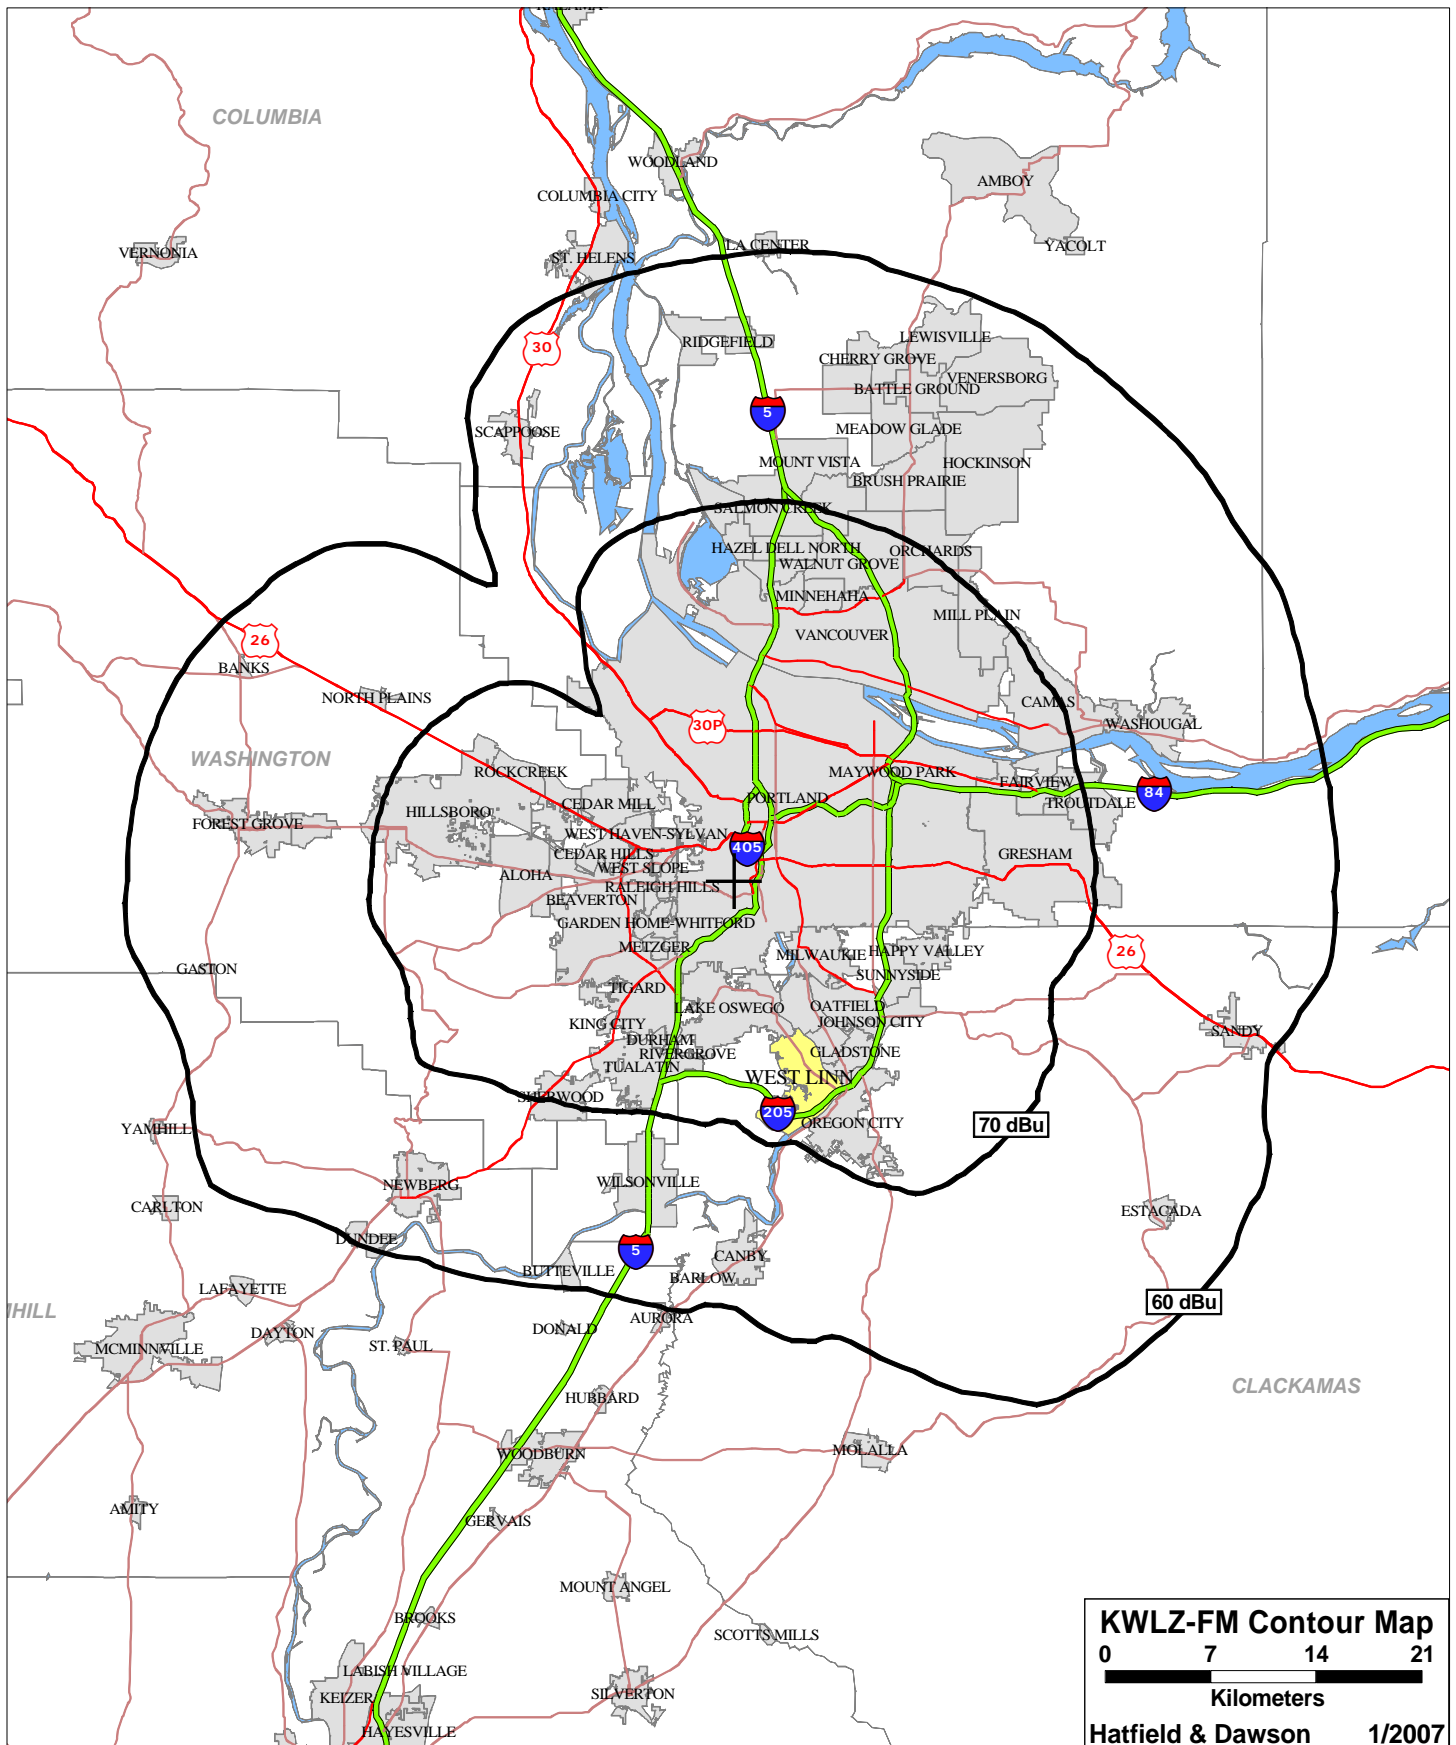 KALAMA
COLUMBIA
WOODLAND
AMBOY
COLUMBIA CITY
VERNONIA
ST. HELENS
LA CENTER
YACOLT
30
RIDGEFIELD
LEWISVILLE
CHERRY GROVE
BATTLE GROUND
VENERSBORG
5
SCAPPOOSE
MEADOW GLADE
MOUNT VISTA
HOCKINSON
BRUSH PRAIRIE
SALMON CREEK
HAZEL DELL NORTH
ORCHARDS
WALNUT GROVE
MINNEHAHA
MILL PLAIN
VANCOUVER
26
BANKS
NORTH PLAINS
CAMAS
WASHOUGAL
30P
WASHINGTON
ROCKCREEK
MAYWOOD PARK
FAIRVIEW
TROUTDALE
84
HILLSBORO
CEDAR MILL
PORTLAND
FOREST GROVE
WEST HAVEN-SYLVAN
405
CEDAR HILLS
WEST SLOPE
GRESHAM
ALOHA
RALEIGH HILLS
BEAVERTON
GARDEN HOME-WHITFORD
METZGER
MILWAUKIE
HAPPY VALLEY
26
GASTON
SUNNYSIDE
TIGARD
LAKE OSWEGO
OATFIELD
KING CITY
JOHNSON CITY
SANDY
DURHAM
RIVERGROVE
GLADSTONE
TUALATIN
WEST LINN
SHERWOOD
205
OREGON CITY
70 dBu
YAMHILL
NEWBERG
WILSONVILLE
CARLTON
ESTACADA
DUNDEE
5
CANBY
BUTTEVILLE
BARLOW
LAFAYETTE
60 dBu
MHILL
AURORA
DAYTON
DONALD
ST. PAUL
MCMINNVILLE
CLACKAMAS
HUBBARD
WOODBURN
MOLALLA
AMITY
GERVAIS
MOUNT ANGEL
BROOKS
SCOTTS MILLS
LABISH VILLAGE
KEIZER
SILVERTON
HAYESVILLE
KWLZ-FM Contour Map
0 7 14 21
Kilometers
Hatfield & Dawson 1/2007